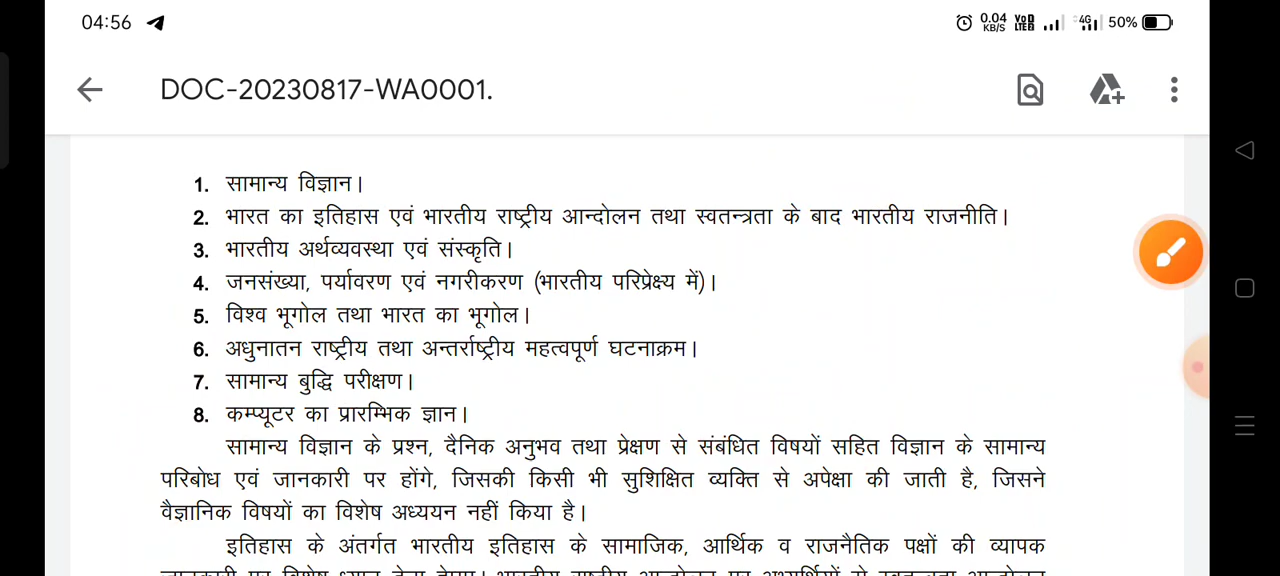 04:56
0.04 KB/S Vo LTE 2 4G 50%
DOC-20230817-WA0001.
1. सामान्य विज्ञान।
2. भारत का इतिहास एवं भारतीय राष्ट्रीय आन्दोलन तथा स्वतन्त्रता के बाद भारतीय राजनीति।
3. भारतीय अर्थव्यवस्था एवं संस्कृति।
4. जनसंख्या, पर्यावरण एवं नगरीकरण (भारतीय परिप्रेक्ष्य में)।
5. विश्व भूगोल तथा भारत का भूगोल।
6. अधुनातन राष्ट्रीय तथा अन्तर्राष्ट्रीय महत्वपूर्ण घटनाक्रम।
7. सामान्य बुद्धि परीक्षण।
8. कम्प्यूटर का प्रारम्भिक ज्ञान।
सामान्य विज्ञान के प्रश्न, दैनिक अनुभव तथा प्रेक्षण से संबंधित विषयों सहित विज्ञान के सामान्य
परिबोध एवं जानकारी पर होंगे, जिसकी किसी भी सुशिक्षित व्यक्ति से अपेक्षा की जाती है, जिसने
वैज्ञानिक विषयों का विशेष अध्ययन नहीं किया है।
इतिहास के अंतर्गत भारतीय इतिहास के सामाजिक, आर्थिक व राजनैतिक पक्षों की व्यापक